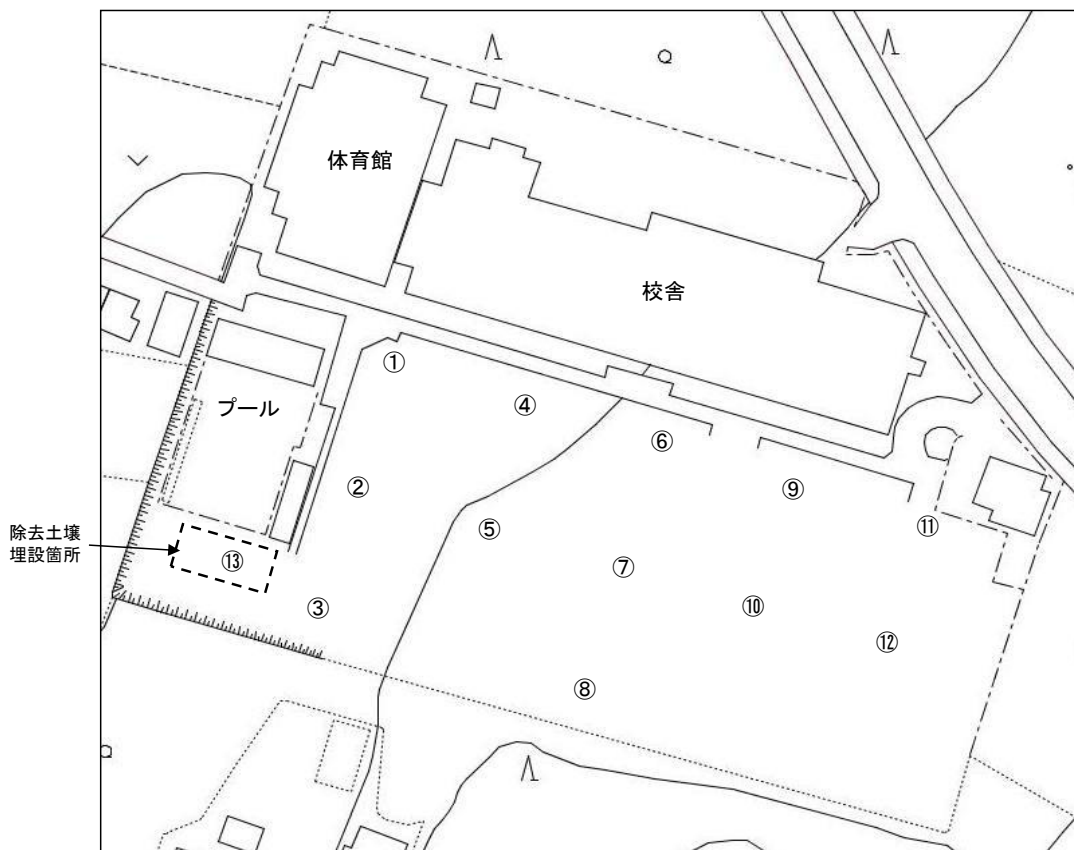 体育館
校舎
①
プール
④
⑥
②
⑨
⑤
⑪
除去土壌
埋設箇所
⑬
⑦
③
⑩
⑫
⑧